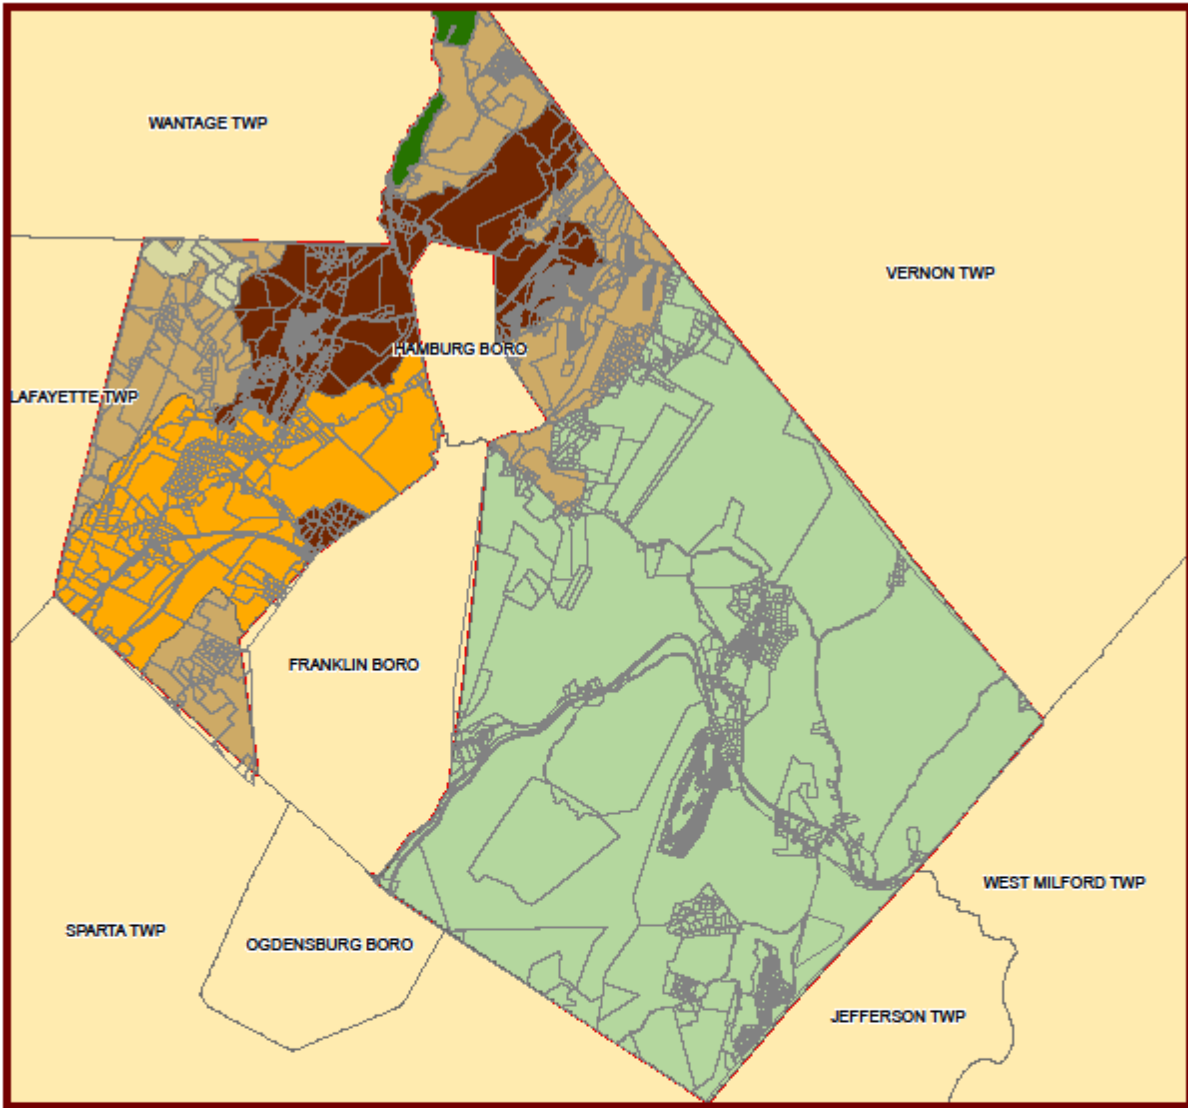 WANTAGE TWP
VERNON TWP
HAMBURG BORO
LAFAYETTE TWP
FRANKLIN BORO
WEST MILFORD TWP
SPARTA TWP
OGDENSBURG BORO
JEFFERSON TWP